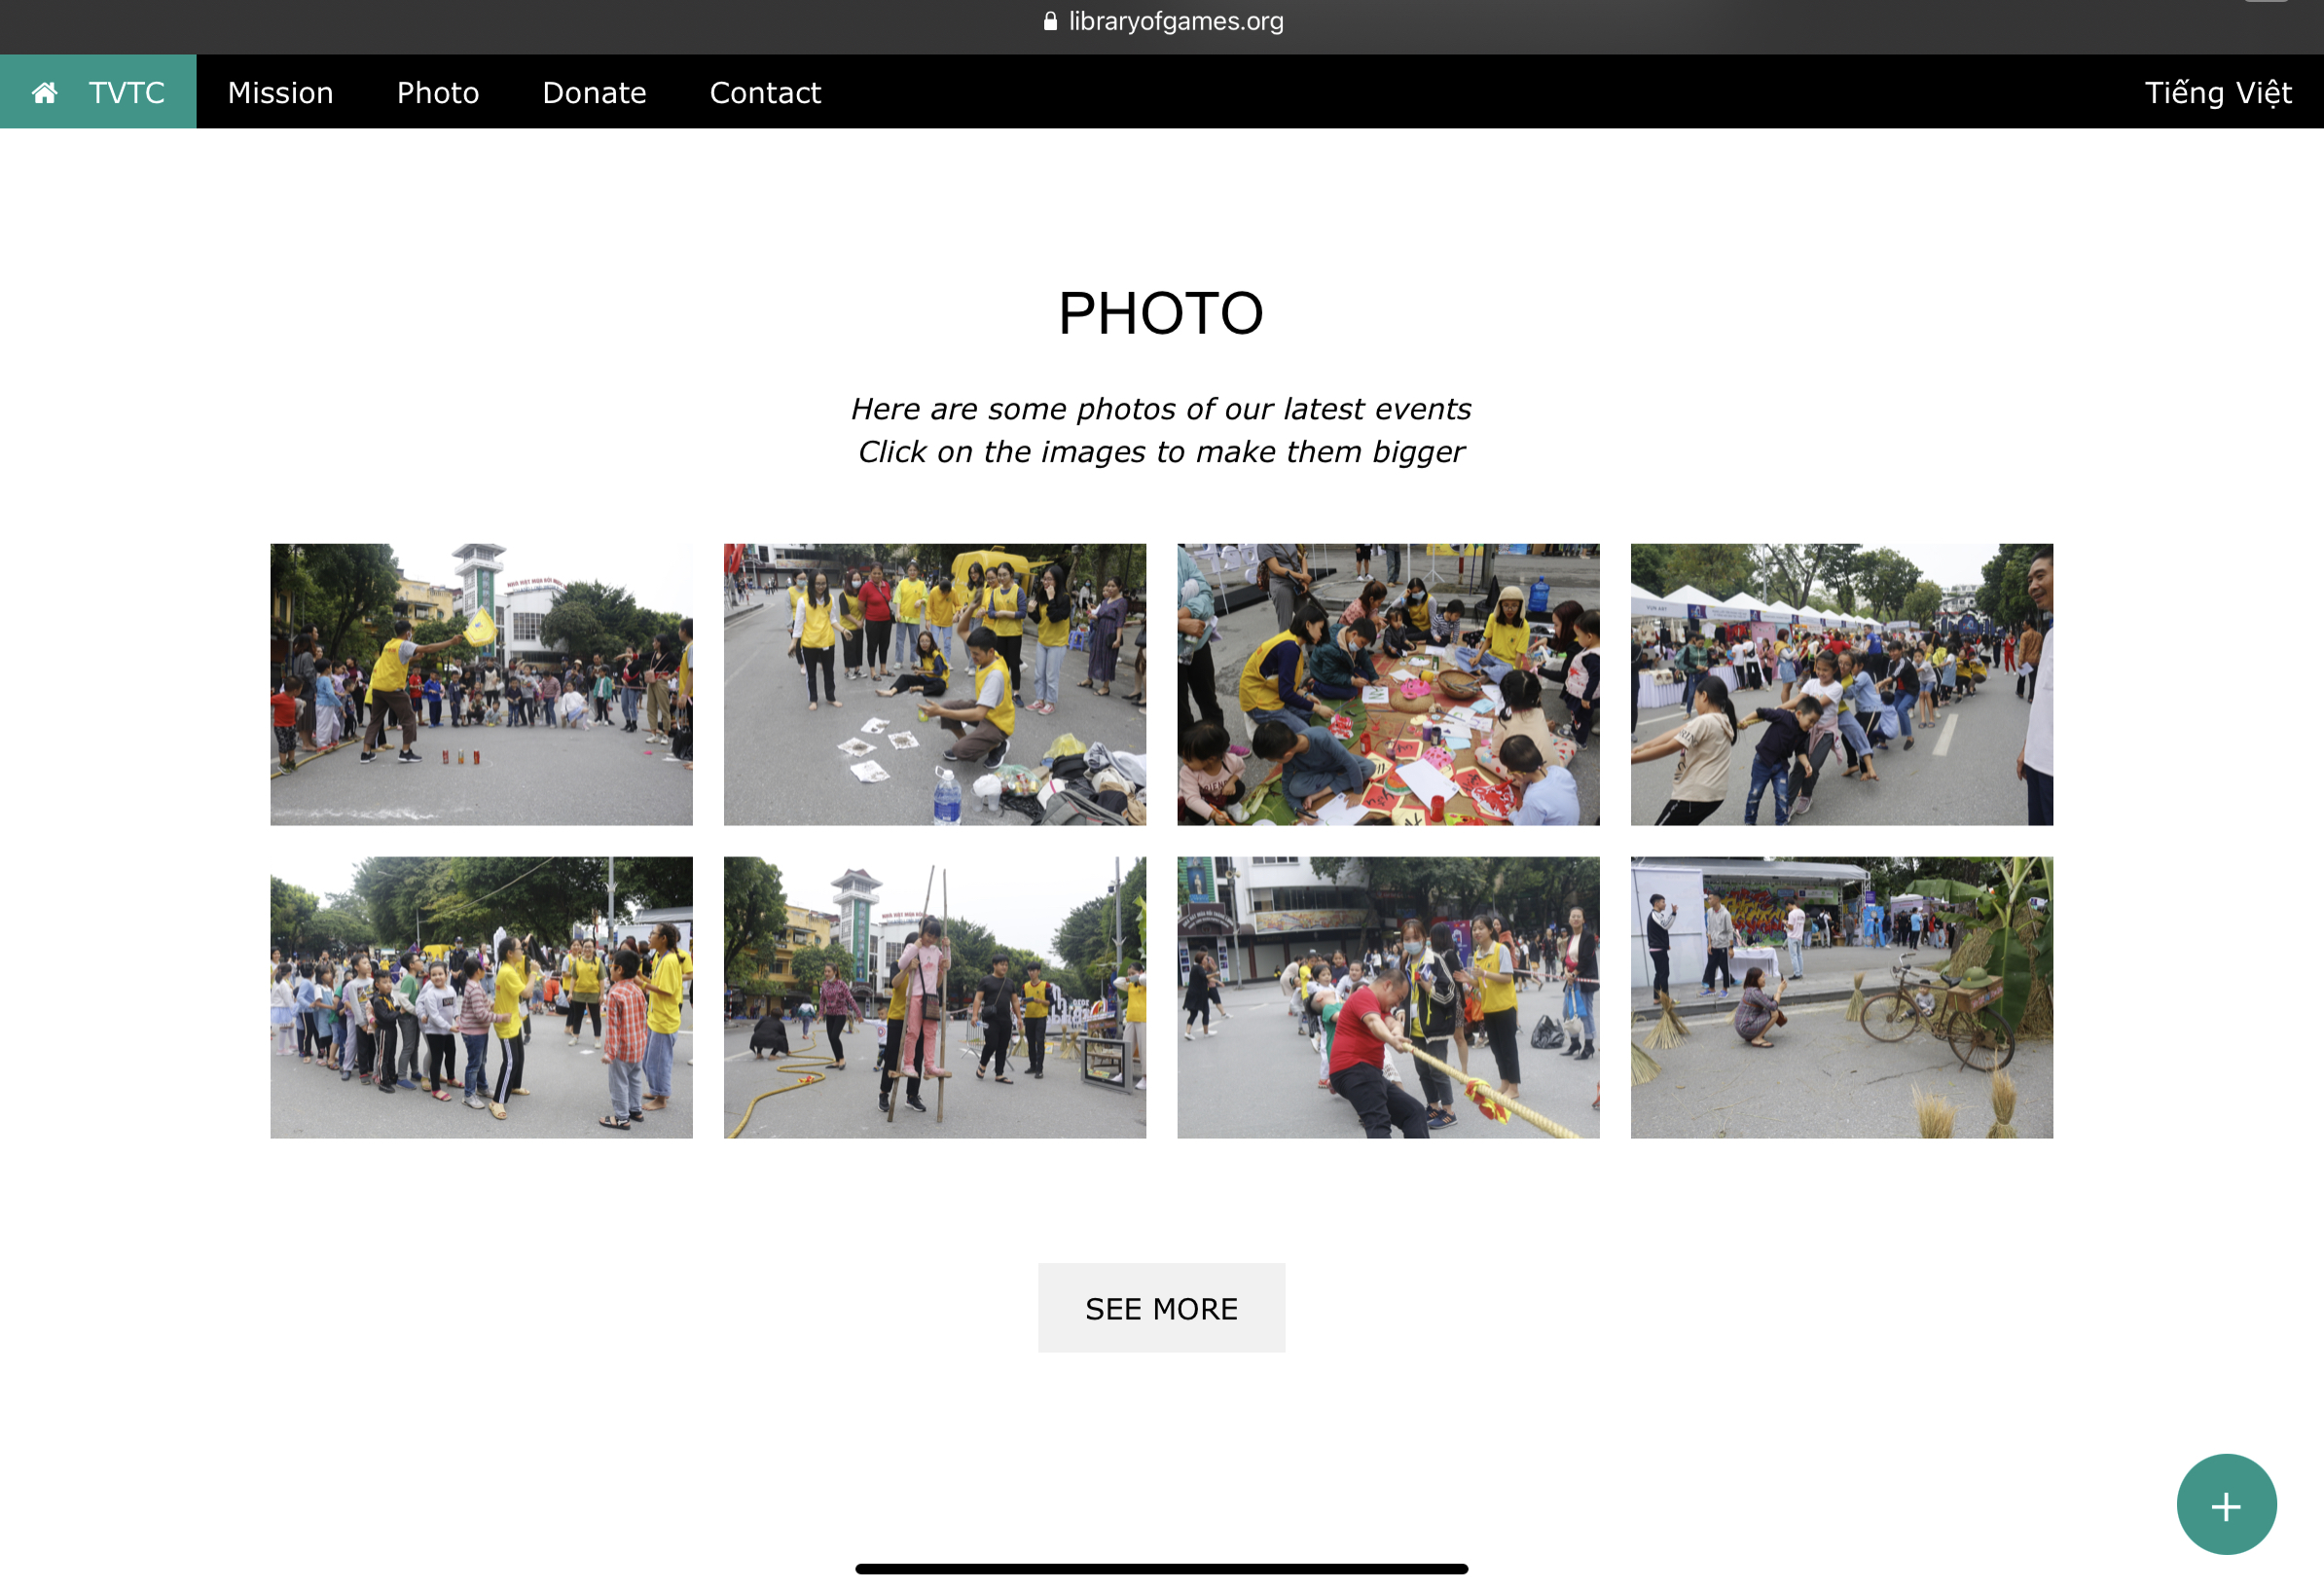 libraryofgames.org
TVTC Mission Photo Donate Contact Tiếng Việt
PHOTO
Here are some photos of our latest events
Click on the images to make them bigger
SEE MORE
+